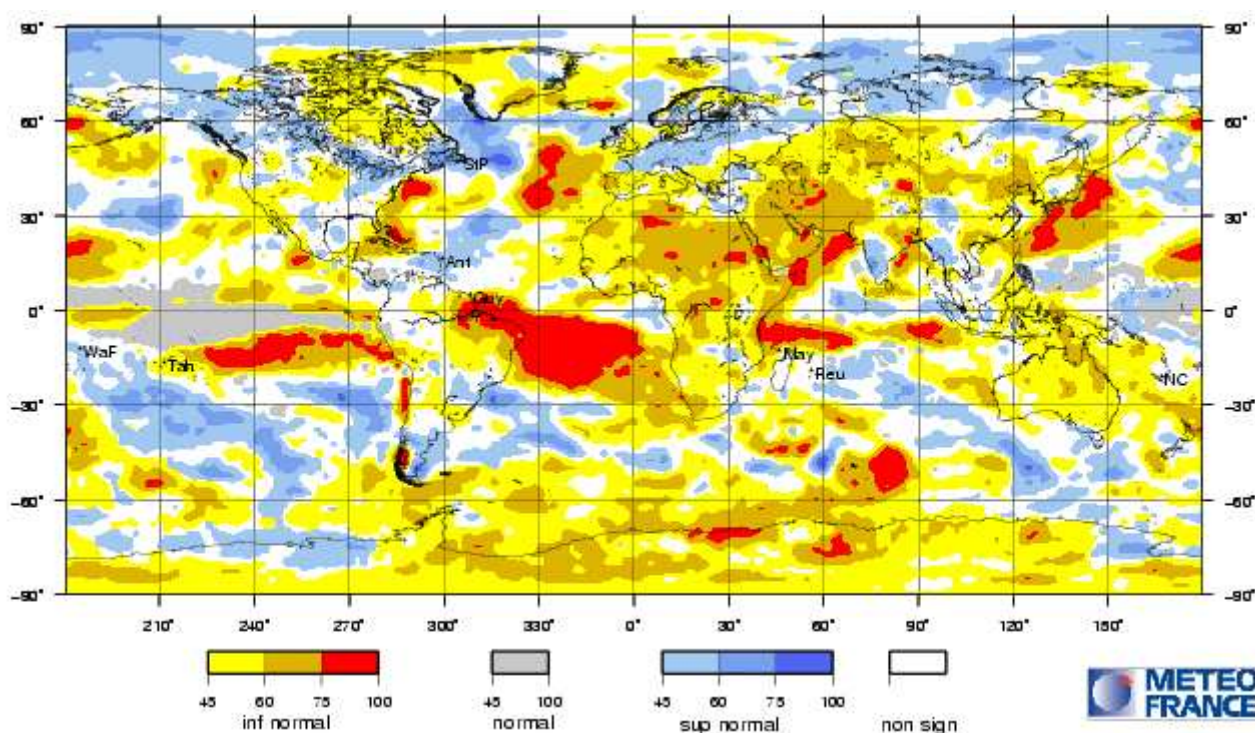 90° 90°
60° 60°
StP
30° 30°
Ant
Guy
0° 0°
WaF May
Tah Reu NC
-30° -30°
-60° -60°
-90° -90°
210° 240° 270° 300° 330° 0° 30° 60° 90° 120° 150°
45 60 75 100 45 100 45 60 75 100
inf normal normal sup normal non sign
METEO
FRANCE